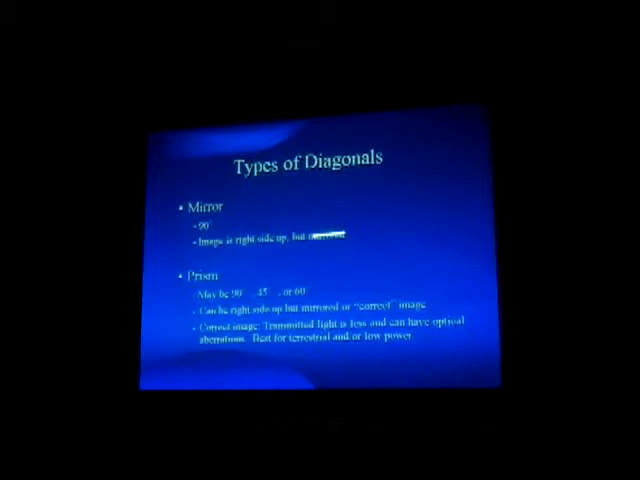 Types of Diagonals
• Mirror
- 90°
- Image is right side up, but mirrored
• Prism
- May be 90°, 45°, or 60°
- Can be right side up but mirrored or "correct" image
- Correct image: Transmitted light is less and can have optical
aberrations. Best for terrestrial and/or low power